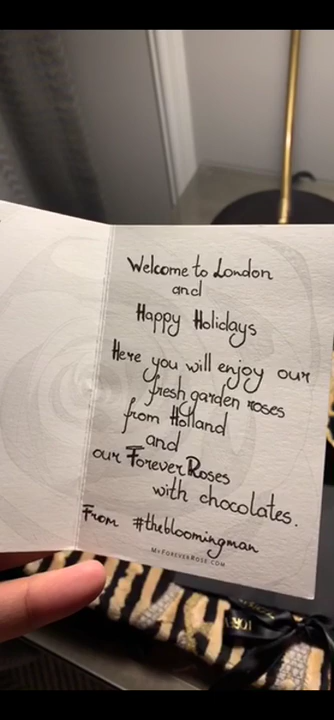 Welcome to London
and
Happy Holidays
Here you will enjoy our
fresh garden roses
from Holland
and
our Forever Roses
with chocolates.
From #thebloomingman
MYFOREVERROSE.COM